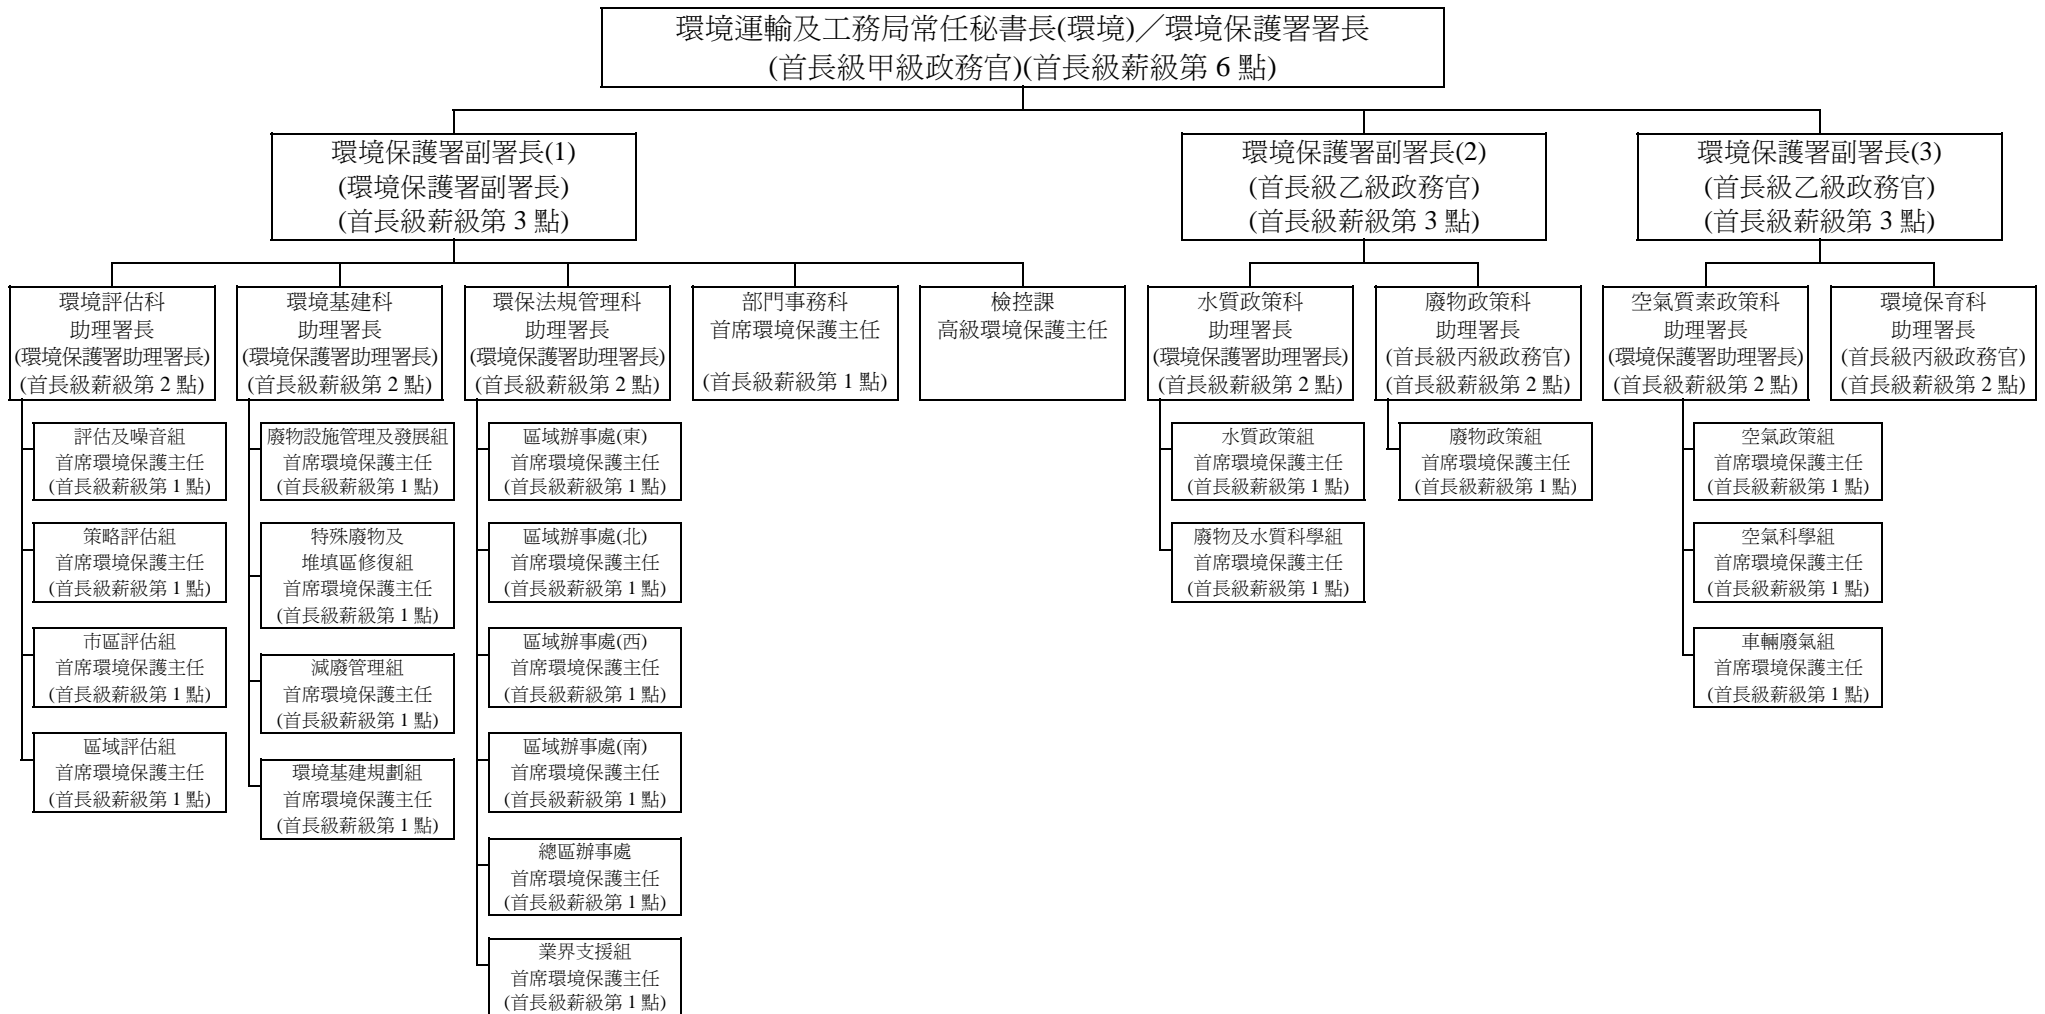 環境運輸及工務局常任秘書長(環境)／環境保護署署長
(首長級甲級政務官)(首長級薪級第 6 點)
環境保護署副署長(1)
(環境保護署副署長)
(首長級薪級第 3 點)
環境保護署副署長(2)
(首長級乙級政務官)
(首長級薪級第 3 點)
環境保護署副署長(3)
(首長級乙級政務官)
(首長級薪級第 3 點)
環境評估科
助理署長
(環境保護署助理署長)
(首長級薪級第 2 點)
環境基建科
助理署長
(環境保護署助理署長)
(首長級薪級第 2 點)
環保法規管理科
助理署長
(環境保護署助理署長)
(首長級薪級第 2 點)
部門事務科
首席環境保護主任
(首長級薪級第 1 點)
檢控課
高級環境保護主任
水質政策科
助理署長
(環境保護署助理署長)
(首長級薪級第 2 點)
廢物政策科
助理署長
(首長級丙級政務官)
(首長級薪級第 2 點)
空氣質素政策科
助理署長
(環境保護署助理署長)
(首長級薪級第 2 點)
環境保育科
助理署長
(首長級丙級政務官)
(首長級薪級第 2 點)
評估及噪音組
首席環境保護主任
(首長級薪級第 1 點)
策略評估組
首席環境保護主任
(首長級薪級第 1 點)
市區評估組
首席環境保護主任
(首長級薪級第 1 點)
區域評估組
首席環境保護主任
(首長級薪級第 1 點)
廢物設施管理及發展組
首席環境保護主任
(首長級薪級第 1 點)
特殊廢物及
堆填區修復組
首席環境保護主任
(首長級薪級第 1 點)
減廢管理組
首席環境保護主任
(首長級薪級第 1 點)
環境基建規劃組
首席環境保護主任
(首長級薪級第 1 點)
區域辦事處(東)
首席環境保護主任
(首長級薪級第 1 點)
區域辦事處(北)
首席環境保護主任
(首長級薪級第 1 點)
區域辦事處(西)
首席環境保護主任
(首長級薪級第 1 點)
區域辦事處(南)
首席環境保護主任
(首長級薪級第 1 點)
總區辦事處
首席環境保護主任
(首長級薪級第 1 點)
業界支援組
首席環境保護主任
(首長級薪級第 1 點)
水質政策組
首席環境保護主任
(首長級薪級第 1 點)
廢物及水質科學組
首席環境保護主任
(首長級薪級第 1 點)
廢物政策組
首席環境保護主任
(首長級薪級第 1 點)
空氣政策組
首席環境保護主任
(首長級薪級第 1 點)
空氣科學組
首席環境保護主任
(首長級薪級第 1 點)
車輛廢氣組
首席環境保護主任
(首長級薪級第 1 點)